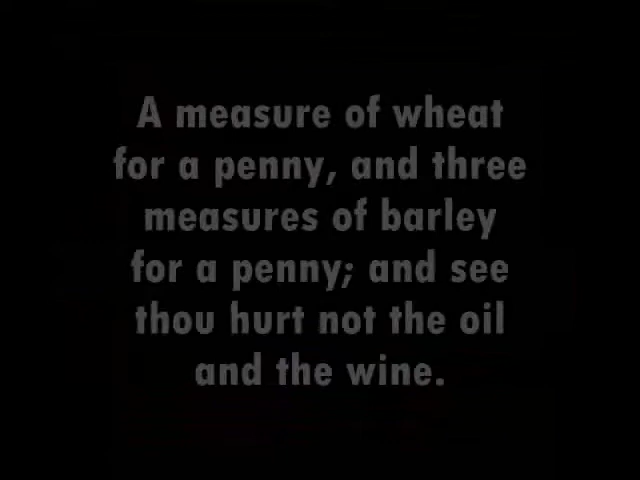 A measure of wheat
for a penny, and three
measures of barley
for a penny; and see
thou hurt not the oil
and the wine.